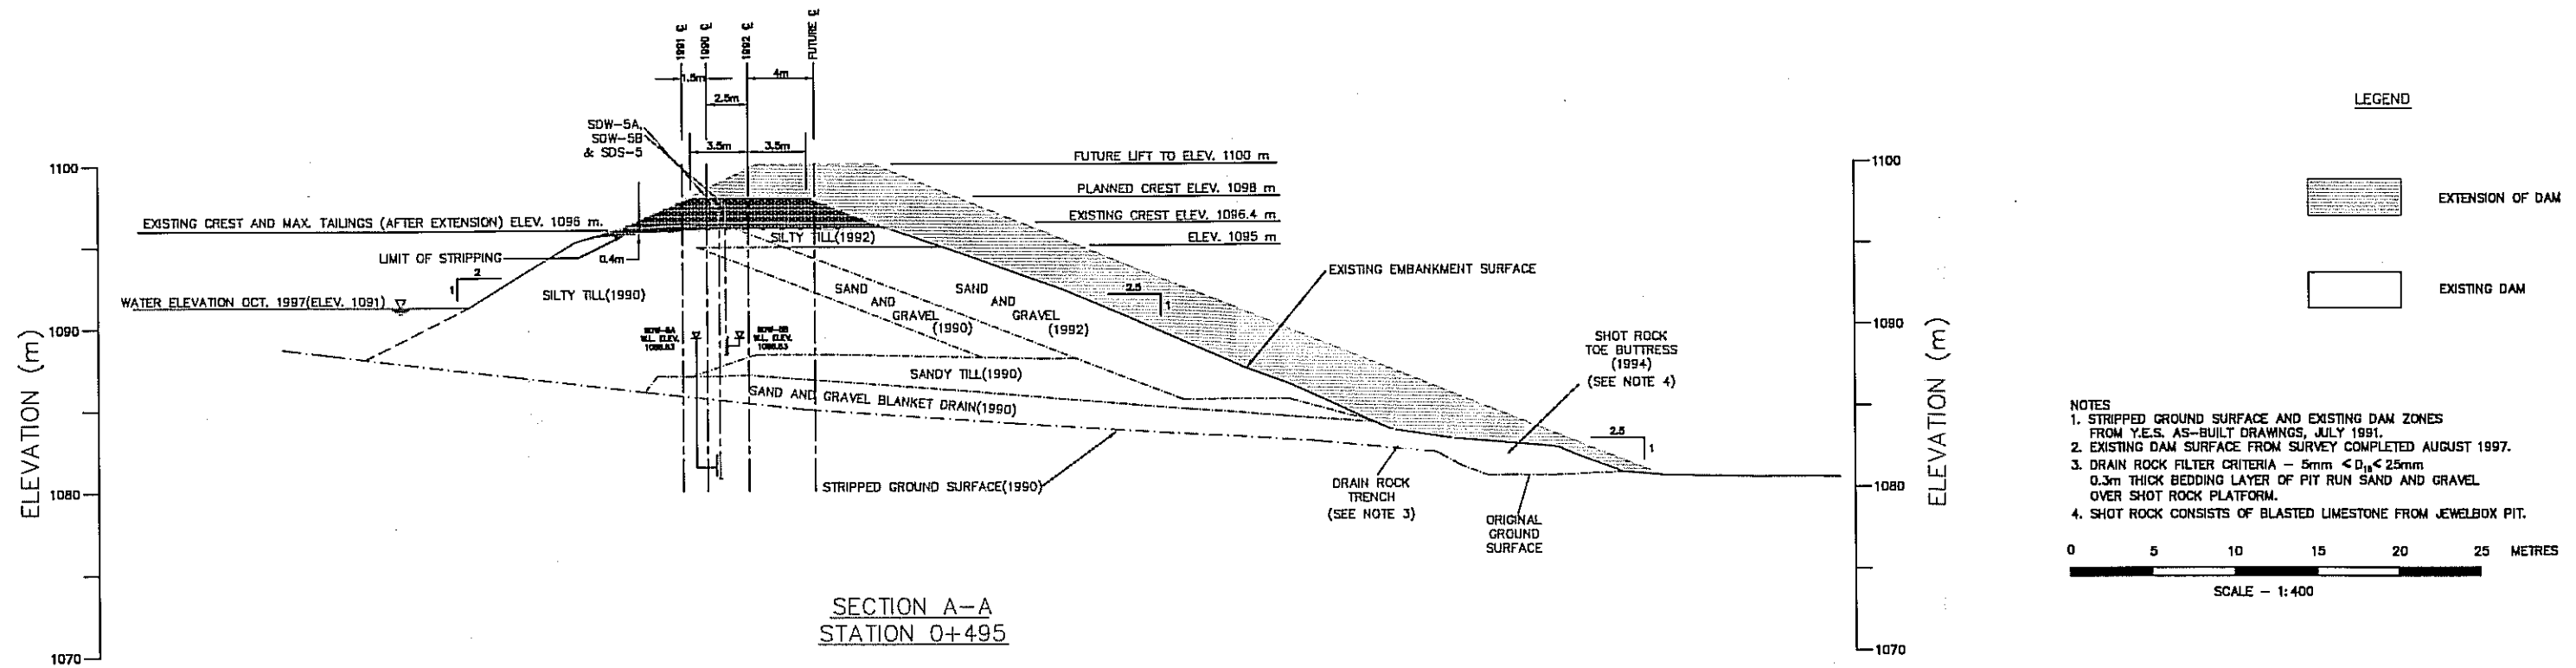 1991 ℄
1990 ℄
1992 ℄
FUTURE ℄
1.5m
4m
2.5m
SDW-5A,
SDW-5B
& SDS-5
3.5m
3.5m
1100
1090
1080
1070
ELEVATION (m)
EXISTING CREST AND MAX. TAILINGS (AFTER EXTENSION) ELEV. 1096 m.
LIMIT OF STRIPPING
0.4m
2
1
WATER ELEVATION OCT. 1997(ELEV. 1091)
SILTY TILL(1990)
SILTY TILL(1992)
SAND
AND
GRAVEL
(1990)
SAND
AND
GRAVEL
(1992)
W.L. ELEV.
W.L. ELEV.
SANDY TILL(1990)
SAND AND GRAVEL BLANKET DRAIN(1990)
STRIPPED GROUND SURFACE(1990)
FUTURE LIFT TO ELEV. 1100 m
PLANNED CREST ELEV. 1098 m
EXISTING CREST ELEV. 1096.4 m
ELEV. 1095 m
EXISTING EMBANKMENT SURFACE
2.5
1
SHOT ROCK
TOE BUTTRESS
(1994)
(SEE NOTE 4)
2.5
1
DRAIN ROCK
TRENCH
(SEE NOTE 3)
ORIGINAL
GROUND
SURFACE
1100
1090
1080
1070
ELEVATION (m)
SECTION A-A
STATION 0+495
LEGEND
EXTENSION OF DAM
EXISTING DAM
NOTES
1. STRIPPED GROUND SURFACE AND EXISTING DAM ZONES
FROM Y.E.S. AS-BUILT DRAWINGS, JULY 1991.
2. EXISTING DAM SURFACE FROM SURVEY COMPLETED AUGUST 1997.
3. DRAIN ROCK FILTER CRITERIA - 5mm < D₁₅ < 25mm
0.3m THICK BEDDING LAYER OF PIT RUN SAND AND GRAVEL
OVER SHOT ROCK PLATFORM.
4. SHOT ROCK CONSISTS OF BLASTED LIMESTONE FROM JEWELBOX PIT.
0 5 10 15 20 25 METRES
SCALE - 1:400